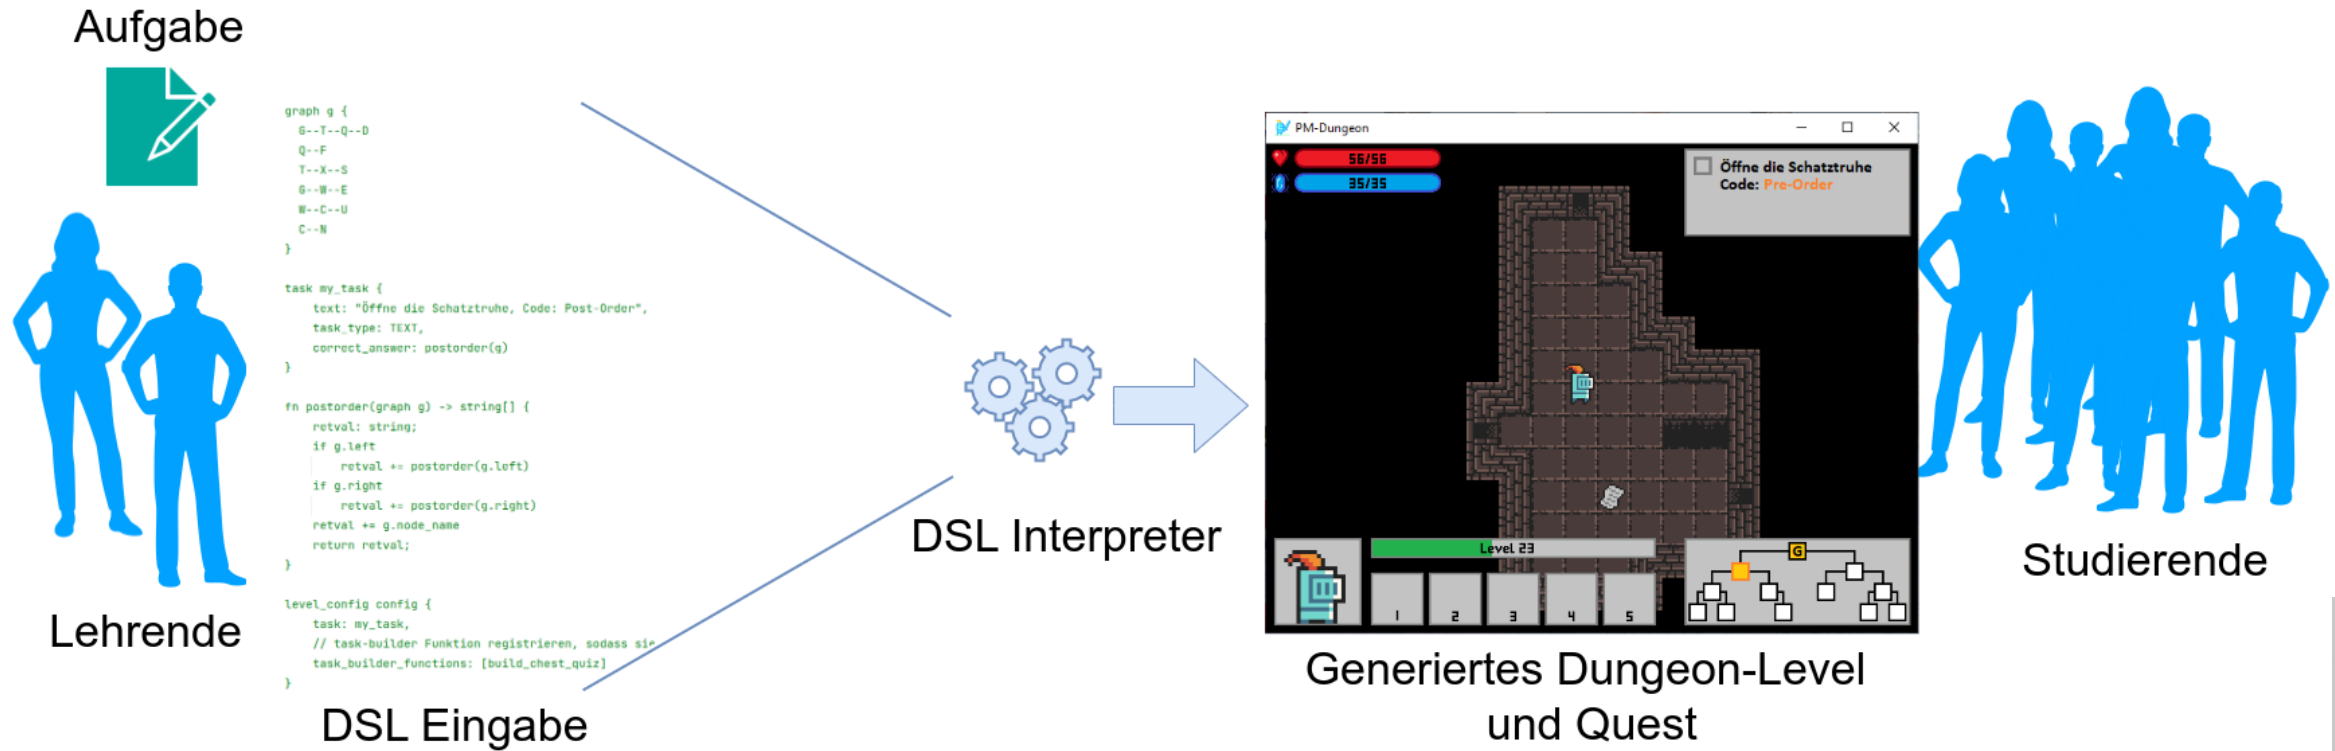 Aufgabe
graph g {
G--T--Q--D
Q--F
T--X--S
G--W--E
W--C--U
C--N
}
task my_task {
text: "Öffne die Schatztruhe, Code: Post-Order",
task_type: TEXT,
correct_answer: postorder(g)
}
fn postorder(graph g) -> string[] {
retval: string;
if g.left
retval += postorder(g.left)
if g.right
retval += postorder(g.right)
retval += g.node_name
return retval;
}
level_config config {
task: my_task,
// task-builder Funktion registrieren, sodass sie
task_builder_functions: [build_chest_quiz]
}
Lehrende
DSL Eingabe
DSL Interpreter
PM-Dungeon
56/56
35/35
Öffne die Schatztruhe
Code: Pre-Order
Level 23
1 2 3 4 5
G
Generiertes Dungeon-Level
und Quest
Studierende